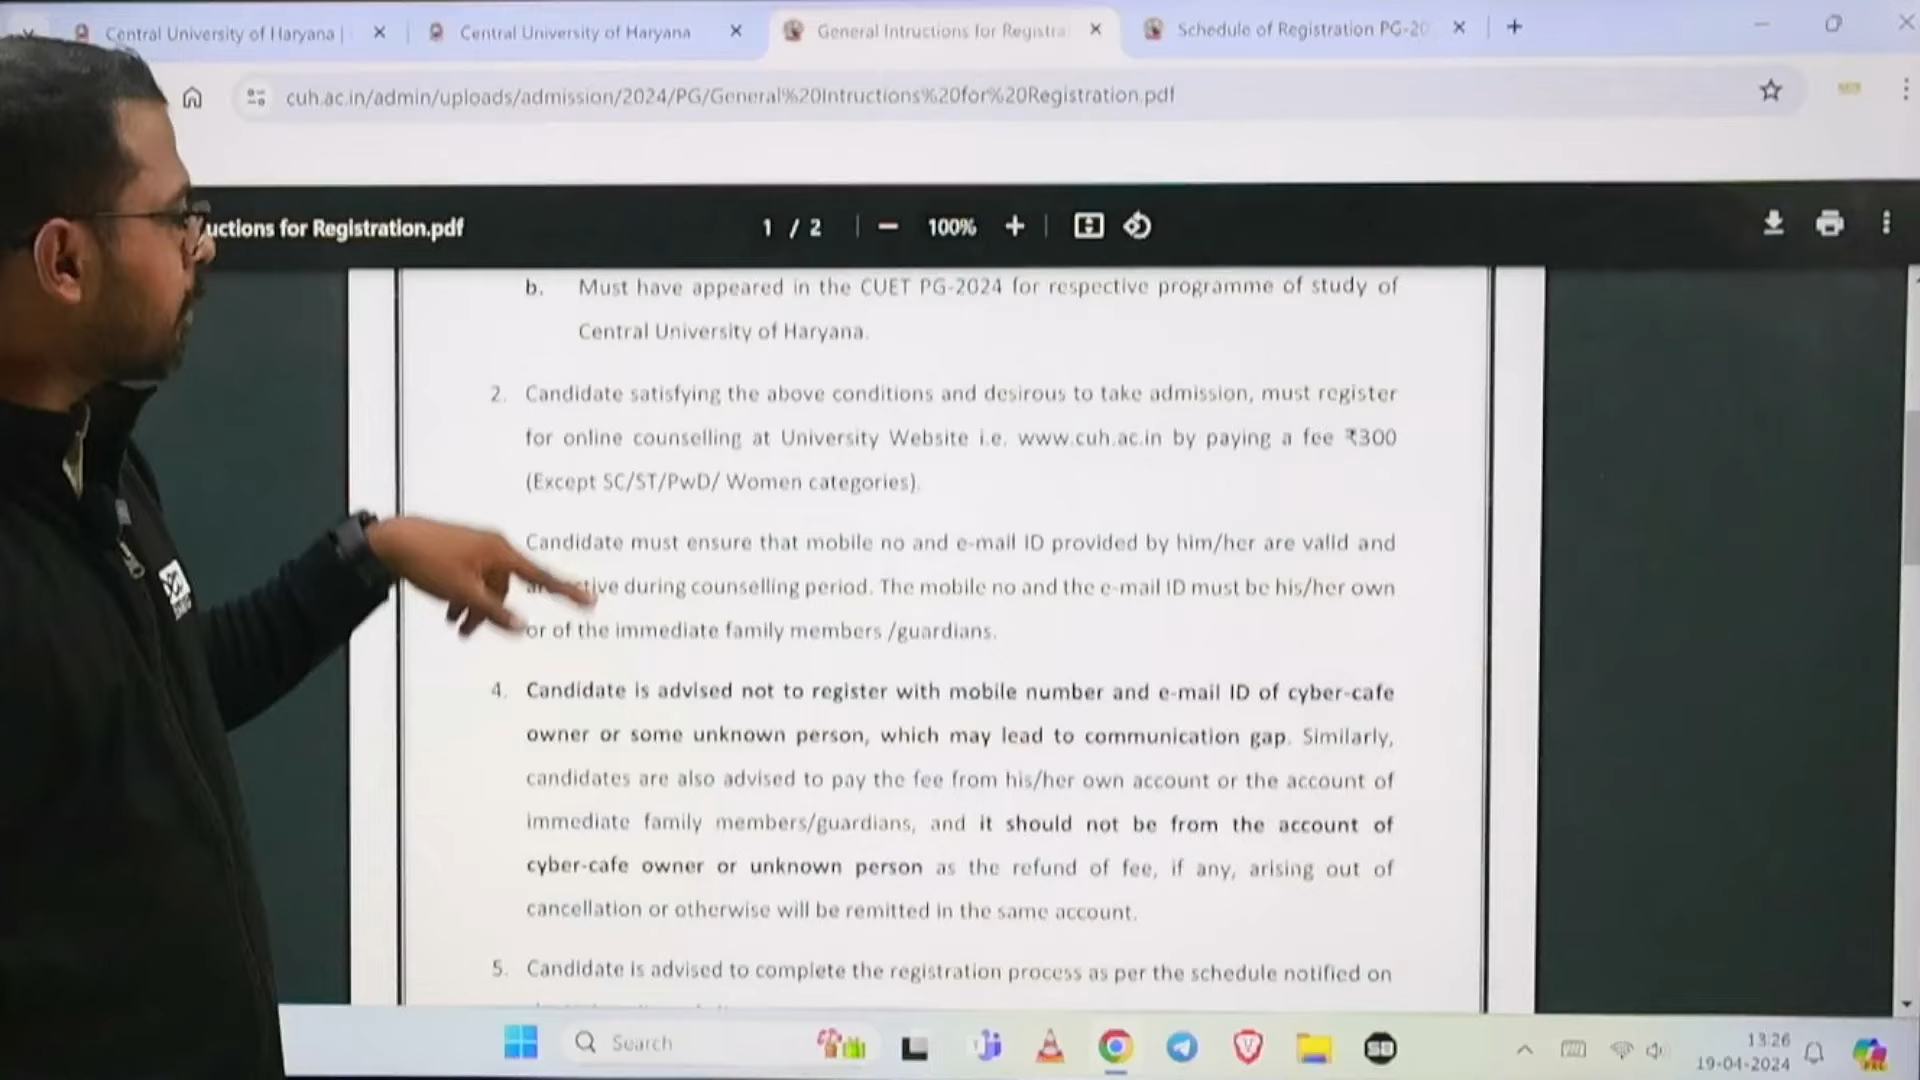 Central University of Haryana |
Central University of Haryana
General Intructions for Registra
Schedule of Registration PG-20
cuh.ac.in/admin/uploads/admission/2024/PG/General%20Intructions%20for%20Registration.pdf
uctions for Registration.pdf
1 / 2
100%
b. Must have appeared in the CUET PG-2024 for respective programme of study of
Central University of Haryana.
2. Candidate satisfying the above conditions and desirous to take admission, must register
for online counselling at University Website i.e. www.cuh.ac.in by paying a fee ₹300
(Except SC/ST/PwD/ Women categories).
Candidate must ensure that mobile no and e-mail ID provided by him/her are valid and
during counselling period. The mobile no and the e-mail ID must be his/her own
or of the immediate family members /guardians.
4. Candidate is advised not to register with mobile number and e-mail ID of cyber-cafe
owner or some unknown person, which may lead to communication gap. Similarly,
candidates are also advised to pay the fee from his/her own account or the account of
immediate family members/guardians, and it should not be from the account of
cyber-cafe owner or unknown person as the refund of fee, if any, arising out of
cancellation or otherwise will be remitted in the same account.
5. Candidate is advised to complete the registration process as per the schedule notified on
Search
13:26
19-04-2024